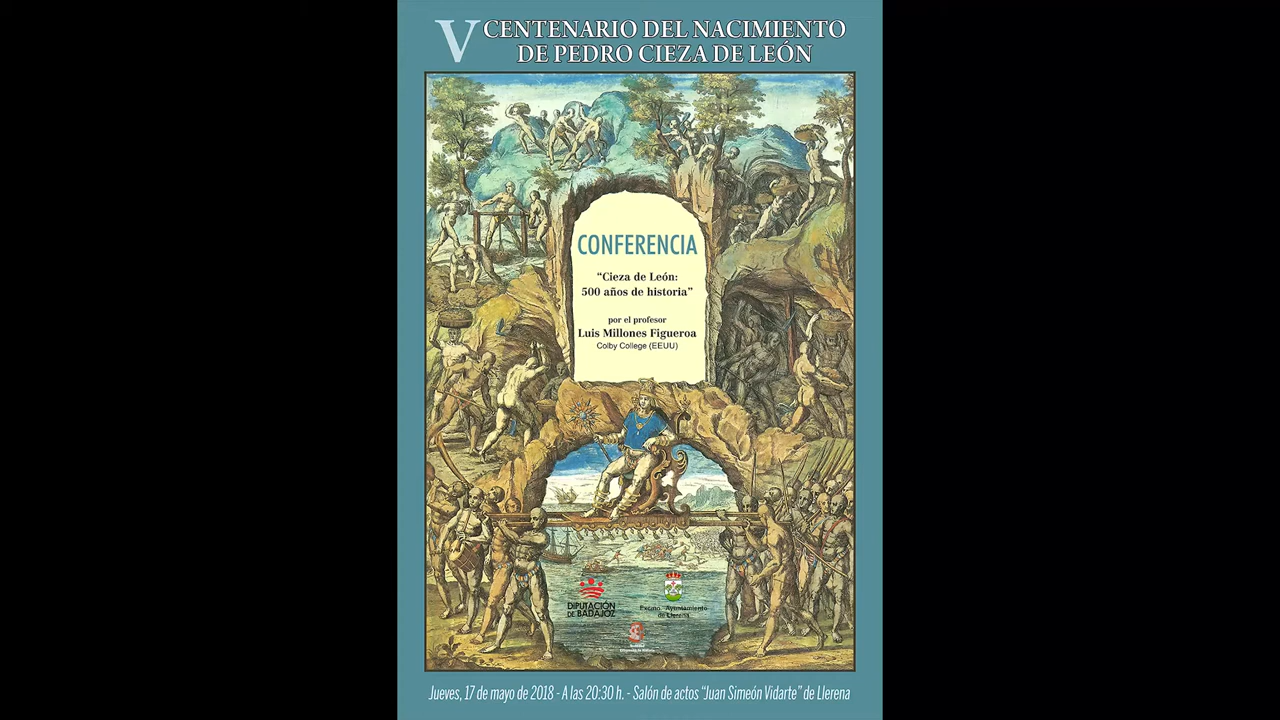 V CENTENARIO DEL NACIMIENTO
DE PEDRO CIEZA DE LEÓN
CONFERENCIA
“Cieza de León:
500 años de historia”
por el profesor
Luis Millones Figueroa
Colby College (EEUU)
DIPUTACIÓN
DE BADAJOZ
Excmo. Ayuntamiento
de Llerena
Jueves, 17 de mayo de 2018 - A las 20:30 h. - Salón de actos “Juan Simeón Vidarte” de Llerena